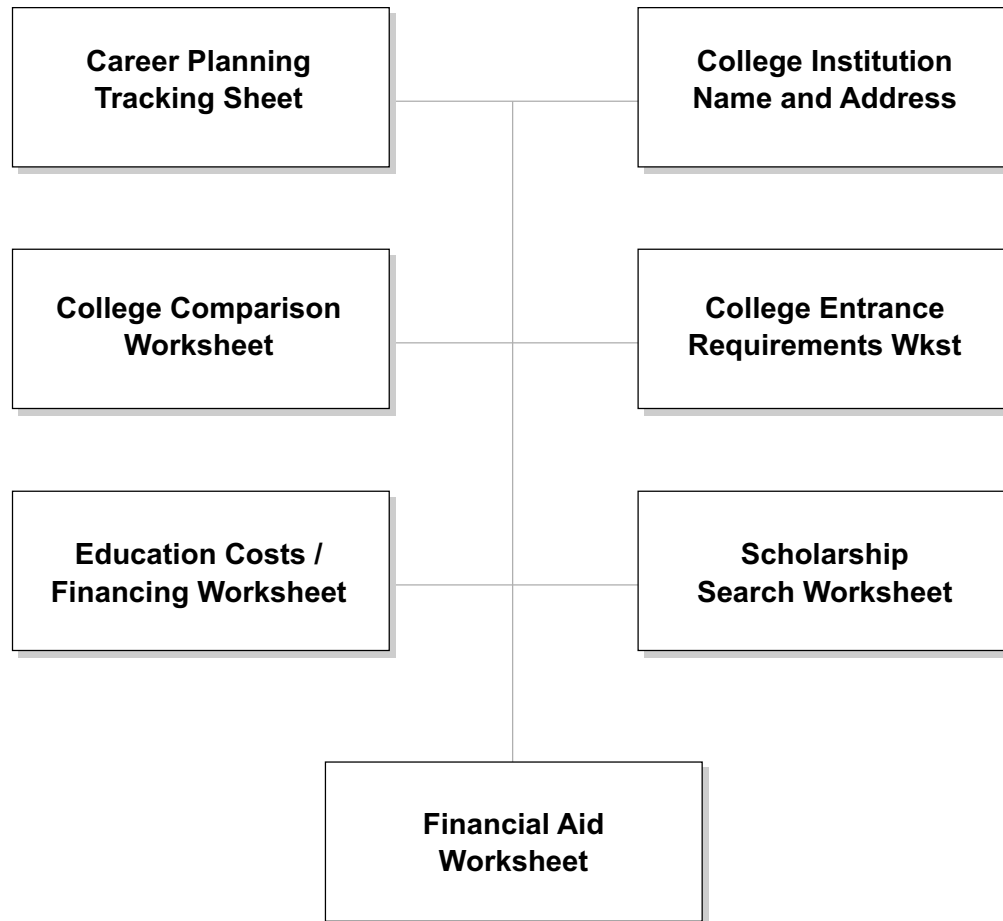 Career Planning
Tracking Sheet
College Institution
Name and Address
College Comparison
Worksheet
College Entrance
Requirements Wkst
Education Costs /
Financing Worksheet
Scholarship
Search Worksheet
Financial Aid
Worksheet